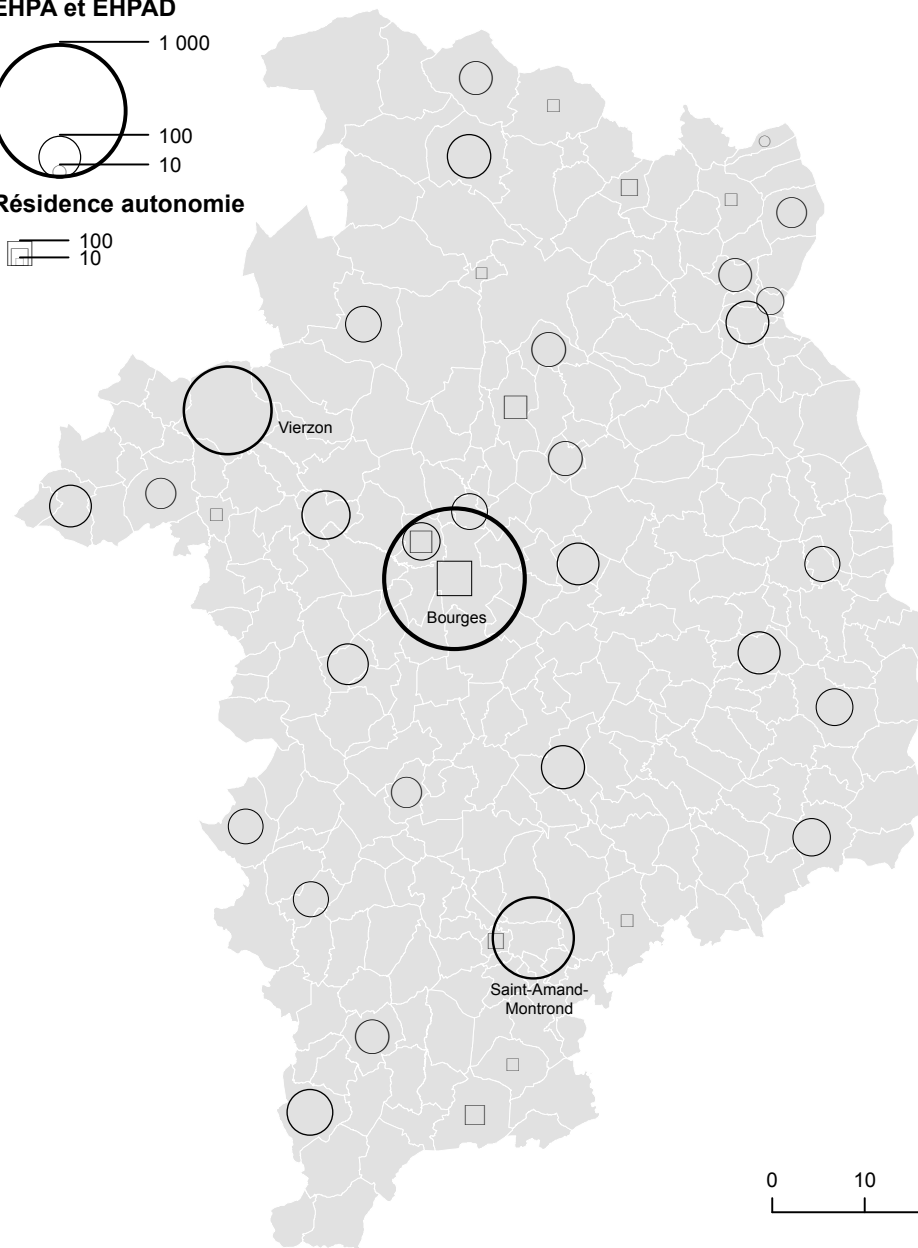 EHPA et EHPAD
1 000
100
10
Résidence autonomie
100
10
Vierzon
Bourges
Saint-Amand-
Montrond
0 10